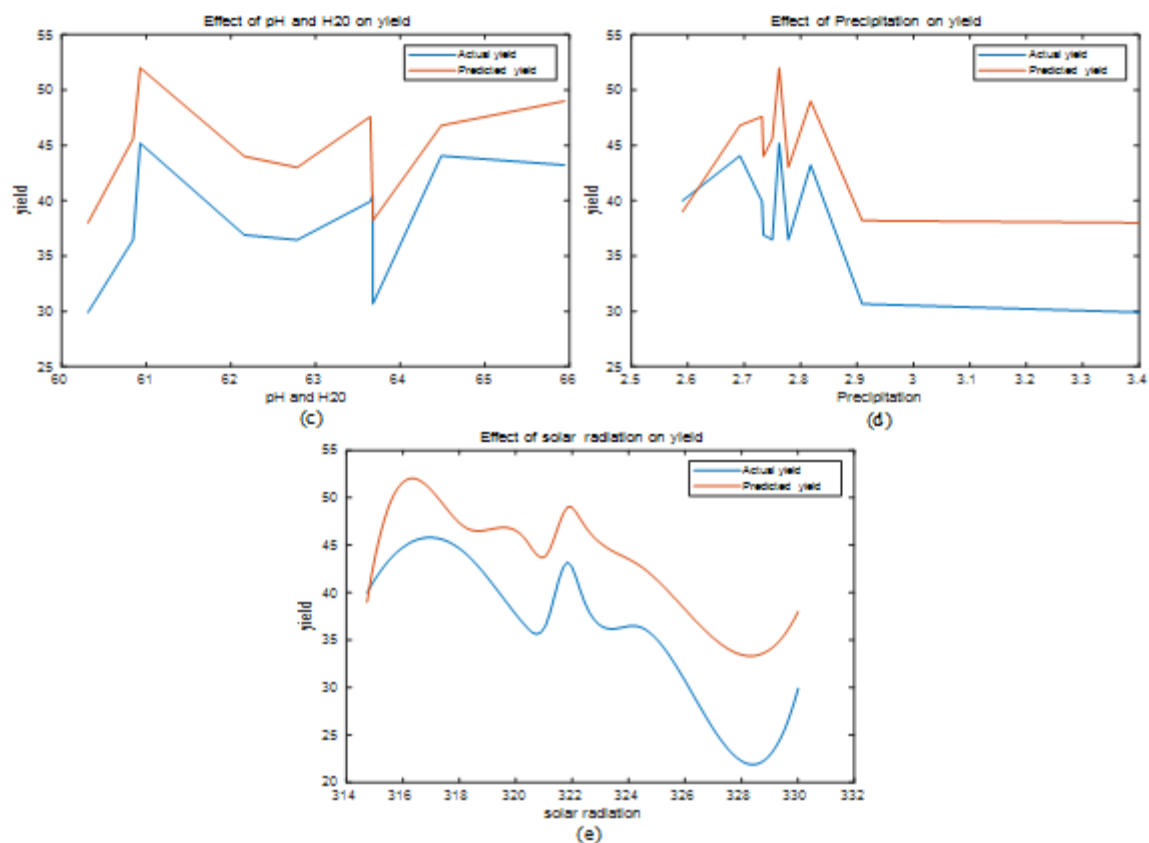 Effect of pH and H20 on yield
55
50
45
40
35
30
25
yield
Actual yield
Predicted yield
60 61 62 63 64 65 66
pH and H20
(c)
Effect of Precipitation on yield
55
50
45
40
35
30
25
yield
Actual yield
Predicted yield
2.5 2.6 2.7 2.8 2.9 3 3.1 3.2 3.3 3.4
Precipitation
(d)
Effect of solar radiation on yield
55
50
45
40
35
30
25
20
yield
Actual yield
Predicted yield
314 316 318 320 322 324 326 328 330 332
solar radiation
(e)